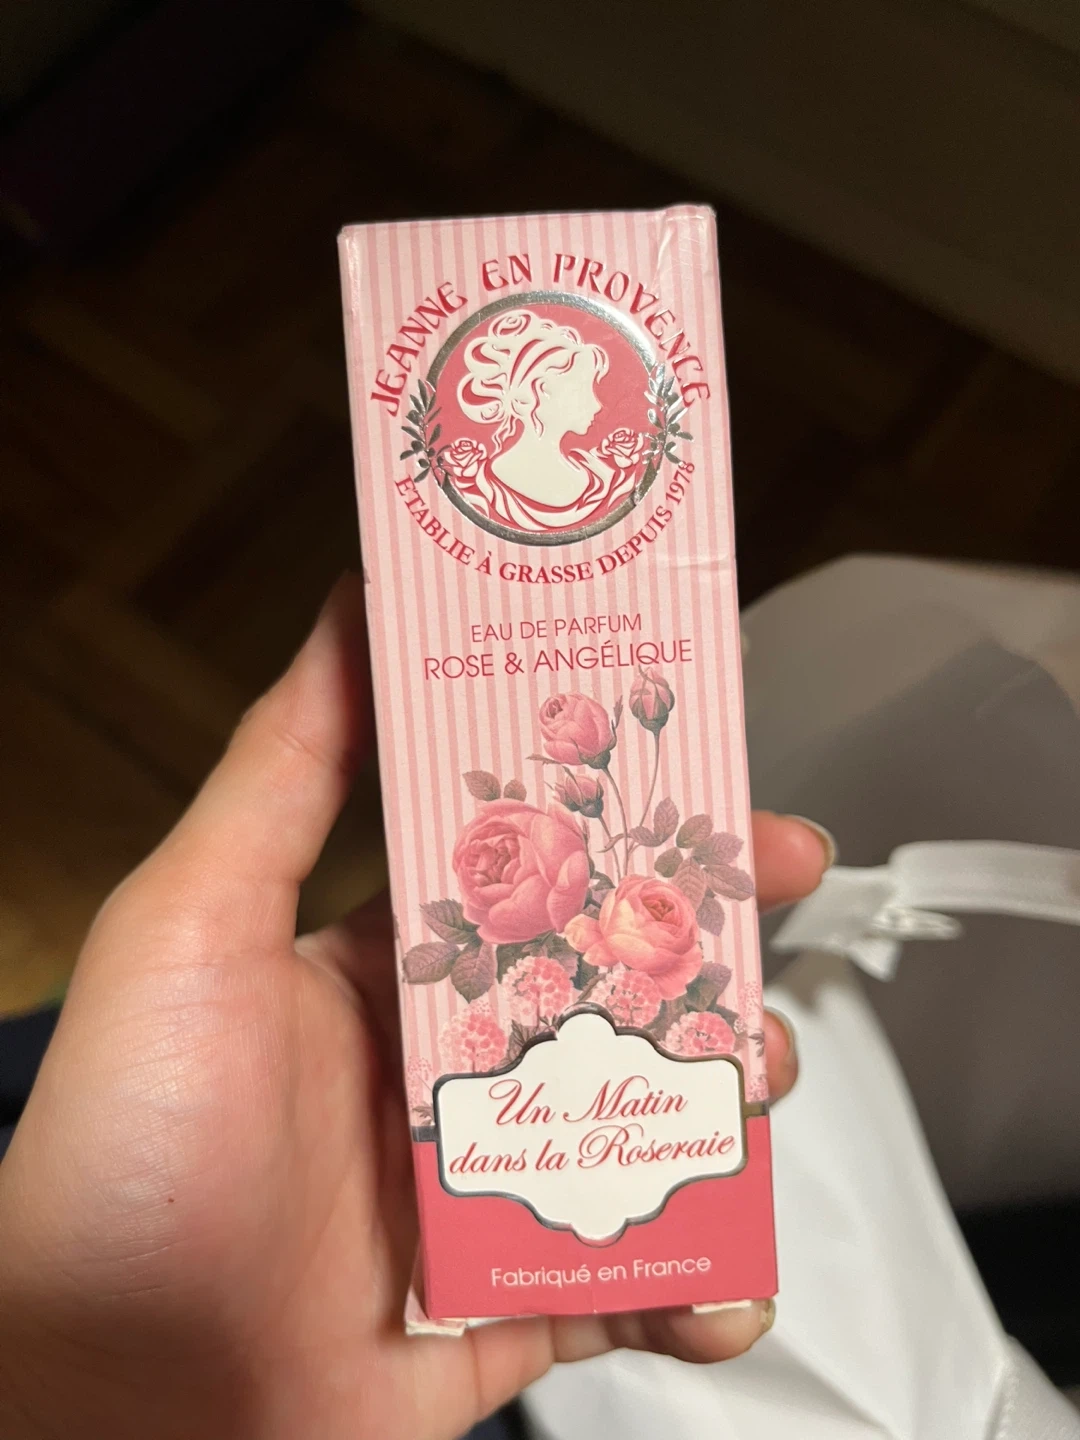 JEANNE EN PROVENCE
ETABLIE À GRASSE DEPUIS 1978
EAU DE PARFUM
ROSE & ANGÉLIQUE
Un Matin
dans la Roseraie
Fabriqué en France